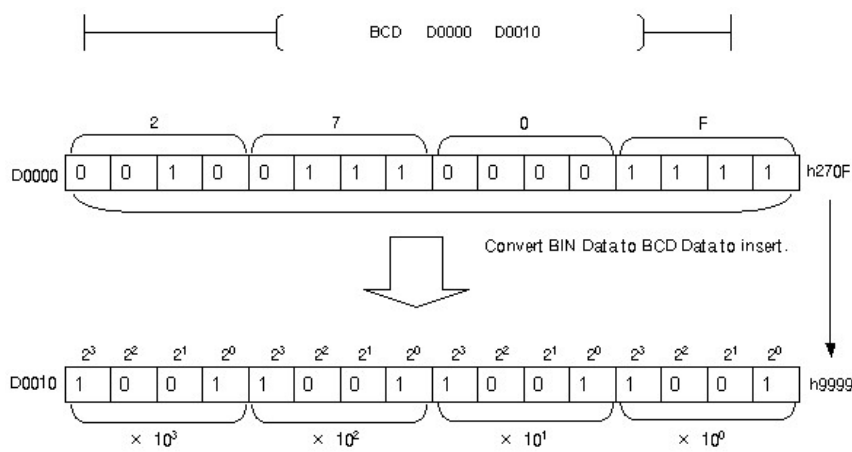 BCD D0000 D0010
2 7 0 F
D0000 0 0 1 0 0 1 1 1 0 0 0 0 1 1 1 1 h270F
Convert BIN Data to BCD Data to insert.
2³ 2² 2¹ 2⁰ 2³ 2² 2¹ 2⁰ 2³ 2² 2¹ 2⁰ 2³ 2² 2¹ 2⁰
D0010 1 0 0 1 1 0 0 1 1 0 0 1 1 0 0 1 h9999
× 10³ × 10² × 10¹ × 10⁰